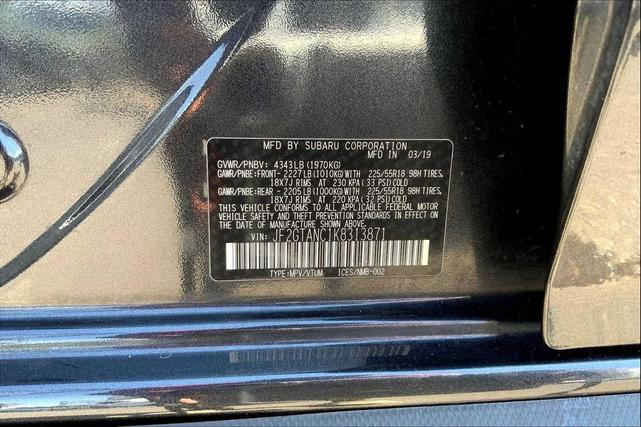 MFD BY SUBARU CORPORATION
MFD IN 03/19
GVWR/PNBV: 4343LB(1970KG)
GAWR/PNBE:FRONT- 2227LB(1010KG)WITH 225/55R18 98H TIRES,
18X7J RIMS AT 230 KPA(33 PSI)COLD
GAWR/PNBE:REAR - 2205LB(1000KG)WITH 225/55R18 98H TIRES,
18X7J RIMS AT 220 KPA(32 PSI)COLD
THIS VEHICLE CONFORMS TO ALL APPLICABLE FEDERAL MOTOR
VEHICLE SAFETY, BUMPER, AND THEFT PREVENTION STANDARDS IN EFFECT ON
THE DATE OF MANUFACTURE SHOWN ABOVE.
VIN: JF2GTANC1K8313871
TYPE:MPV/VTUM ICES/NMB-002